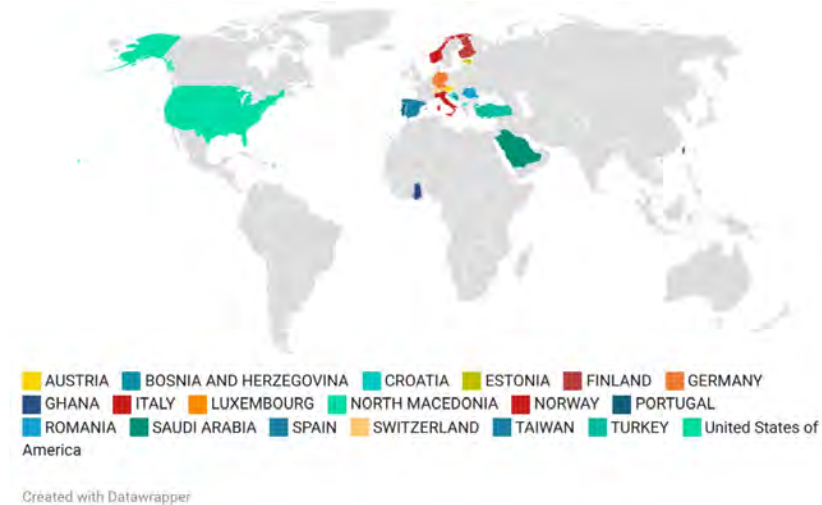 AUSTRIA BOSNIA AND HERZEGOVINA CROATIA ESTONIA FINLAND GERMANY
GHANA ITALY LUXEMBOURG NORTH MACEDONIA NORWAY PORTUGAL
ROMANIA SAUDI ARABIA SPAIN SWITZERLAND TAIWAN TURKEY United States of
America
Created with Datawrapper